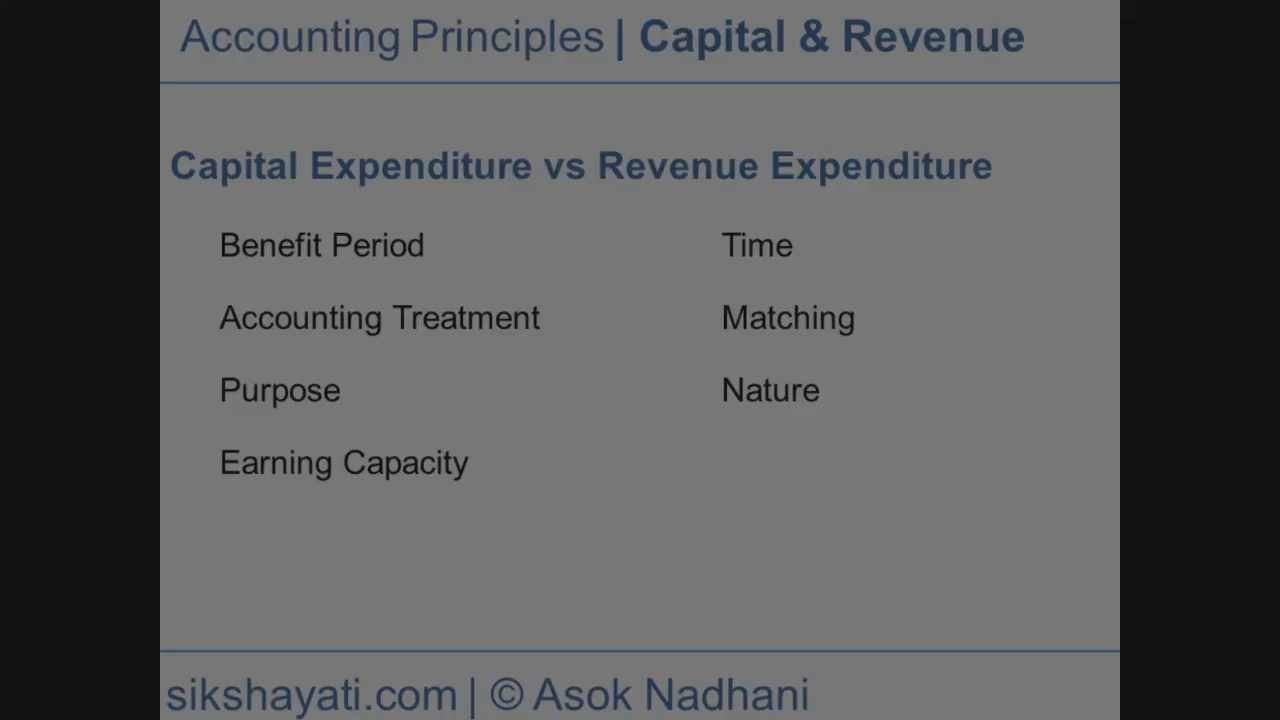 Accounting Principles | Capital & Revenue
Capital Expenditure vs Revenue Expenditure
Benefit Period
Time
Accounting Treatment
Matching
Purpose
Nature
Earning Capacity
sikshayati.com | © Asok Nadhani